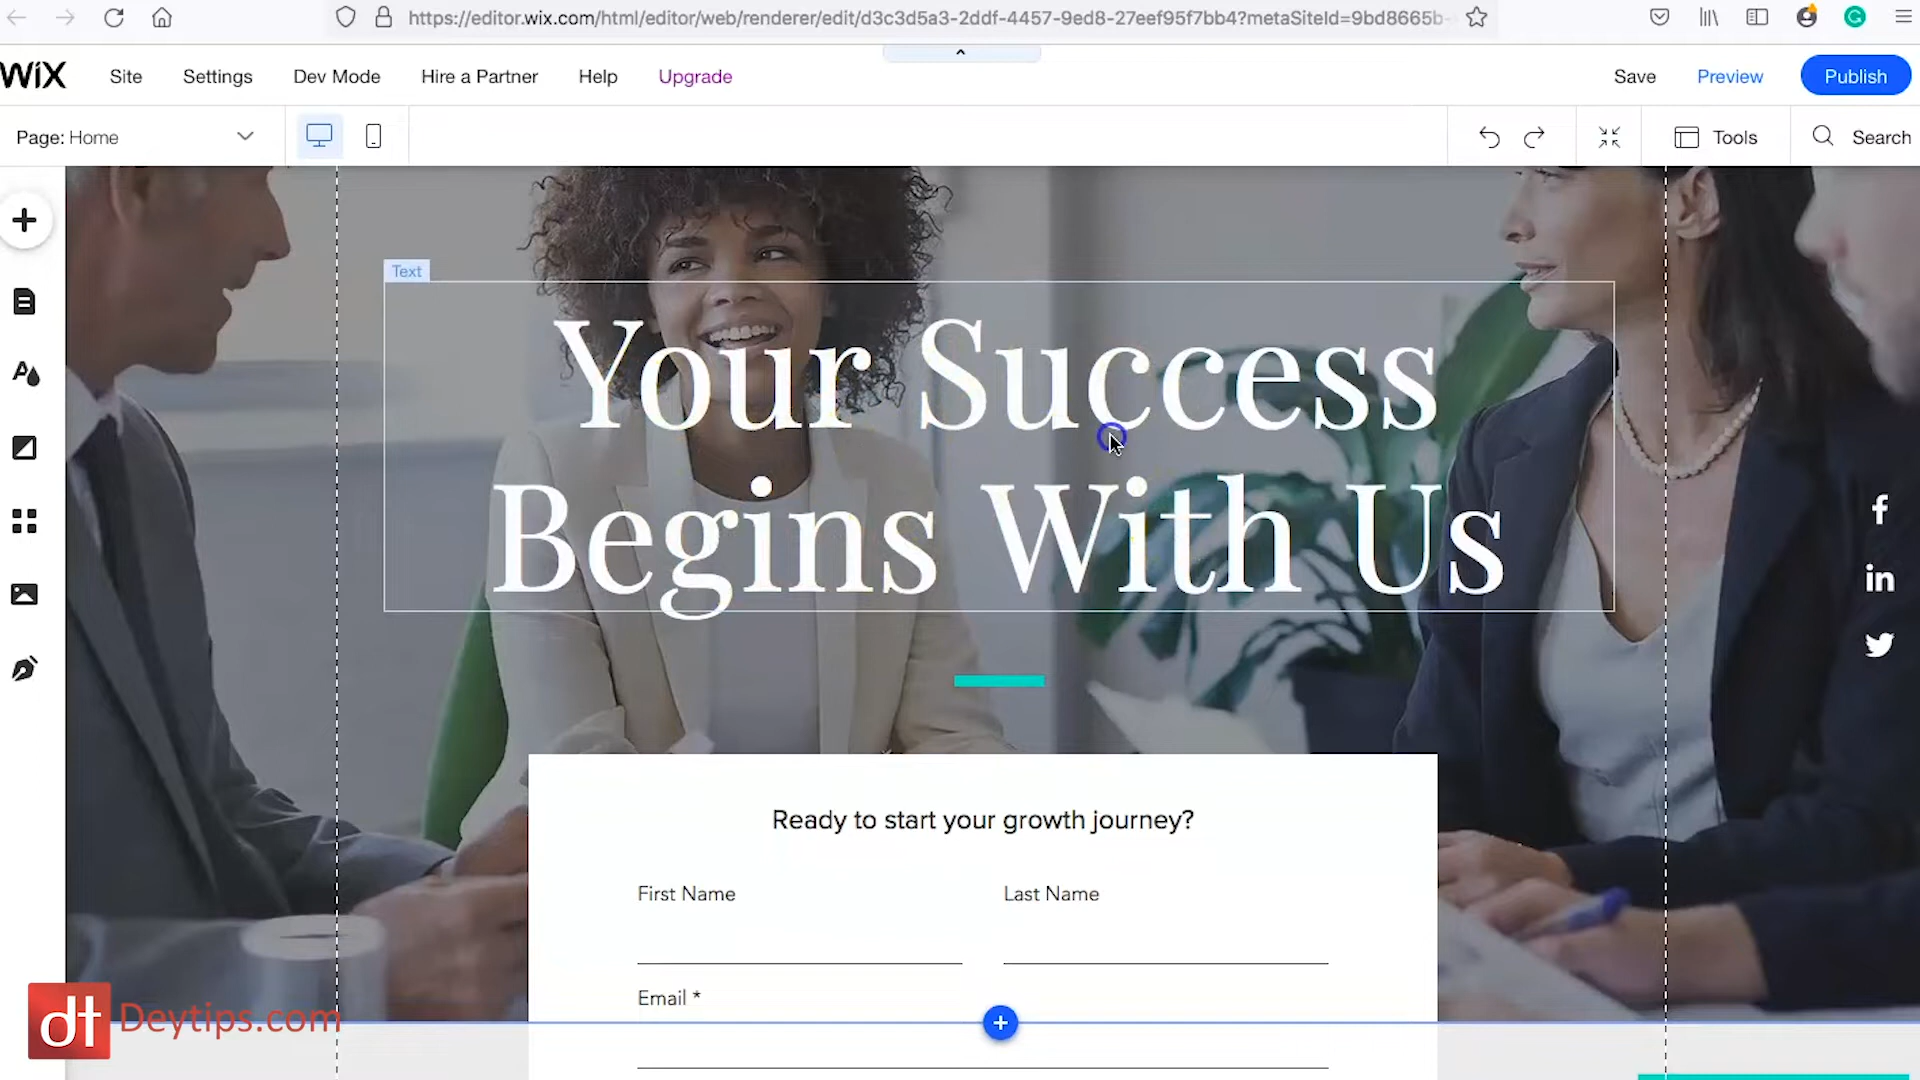 https://editor.wix.com/html/editor/web/renderer/edit/d3c3d5a3-2ddf-4457-9ed8-27eef95f7bb4?metaSiteId=9bd8665b-
WiX Site Settings Dev Mode Hire a Partner Help Upgrade Save Preview Publish
Page: Home Tools Search
Text
Your Success
Begins With Us
f
in
Ready to start your growth journey?
First Name Last Name
Email *
dt Deytips.com